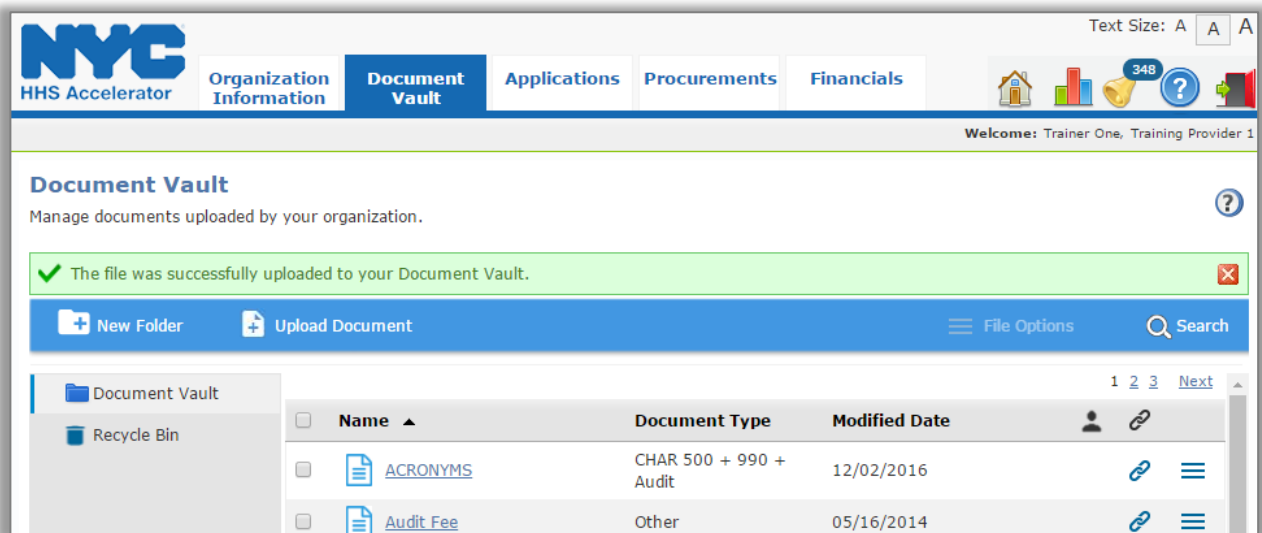 Text Size: A A A
NYC
HHS Accelerator
Organization
Information
Document
Vault
Applications
Procurements
Financials
348
?
Welcome: Trainer One, Training Provider 1
Document Vault
Manage documents uploaded by your organization.
?
The file was successfully uploaded to your Document Vault.
New Folder
Upload Document
File Options
Search
Document Vault
Recycle Bin
1 2 3 Next
Name ▲ Document Type Modified Date
ACRONYMS
CHAR 500 + 990 +
Audit
12/02/2016
Audit Fee Other 05/16/2014